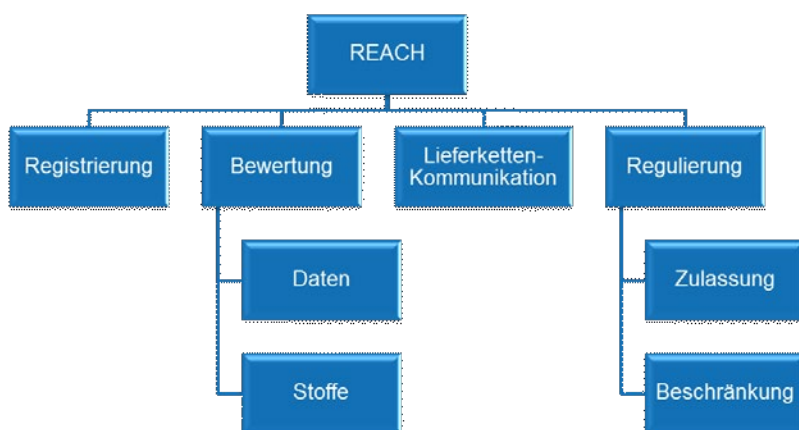 REACH
Registrierung
Bewertung
Lieferketten-
Kommunikation
Regulierung
Daten
Zulassung
Stoffe
Beschränkung